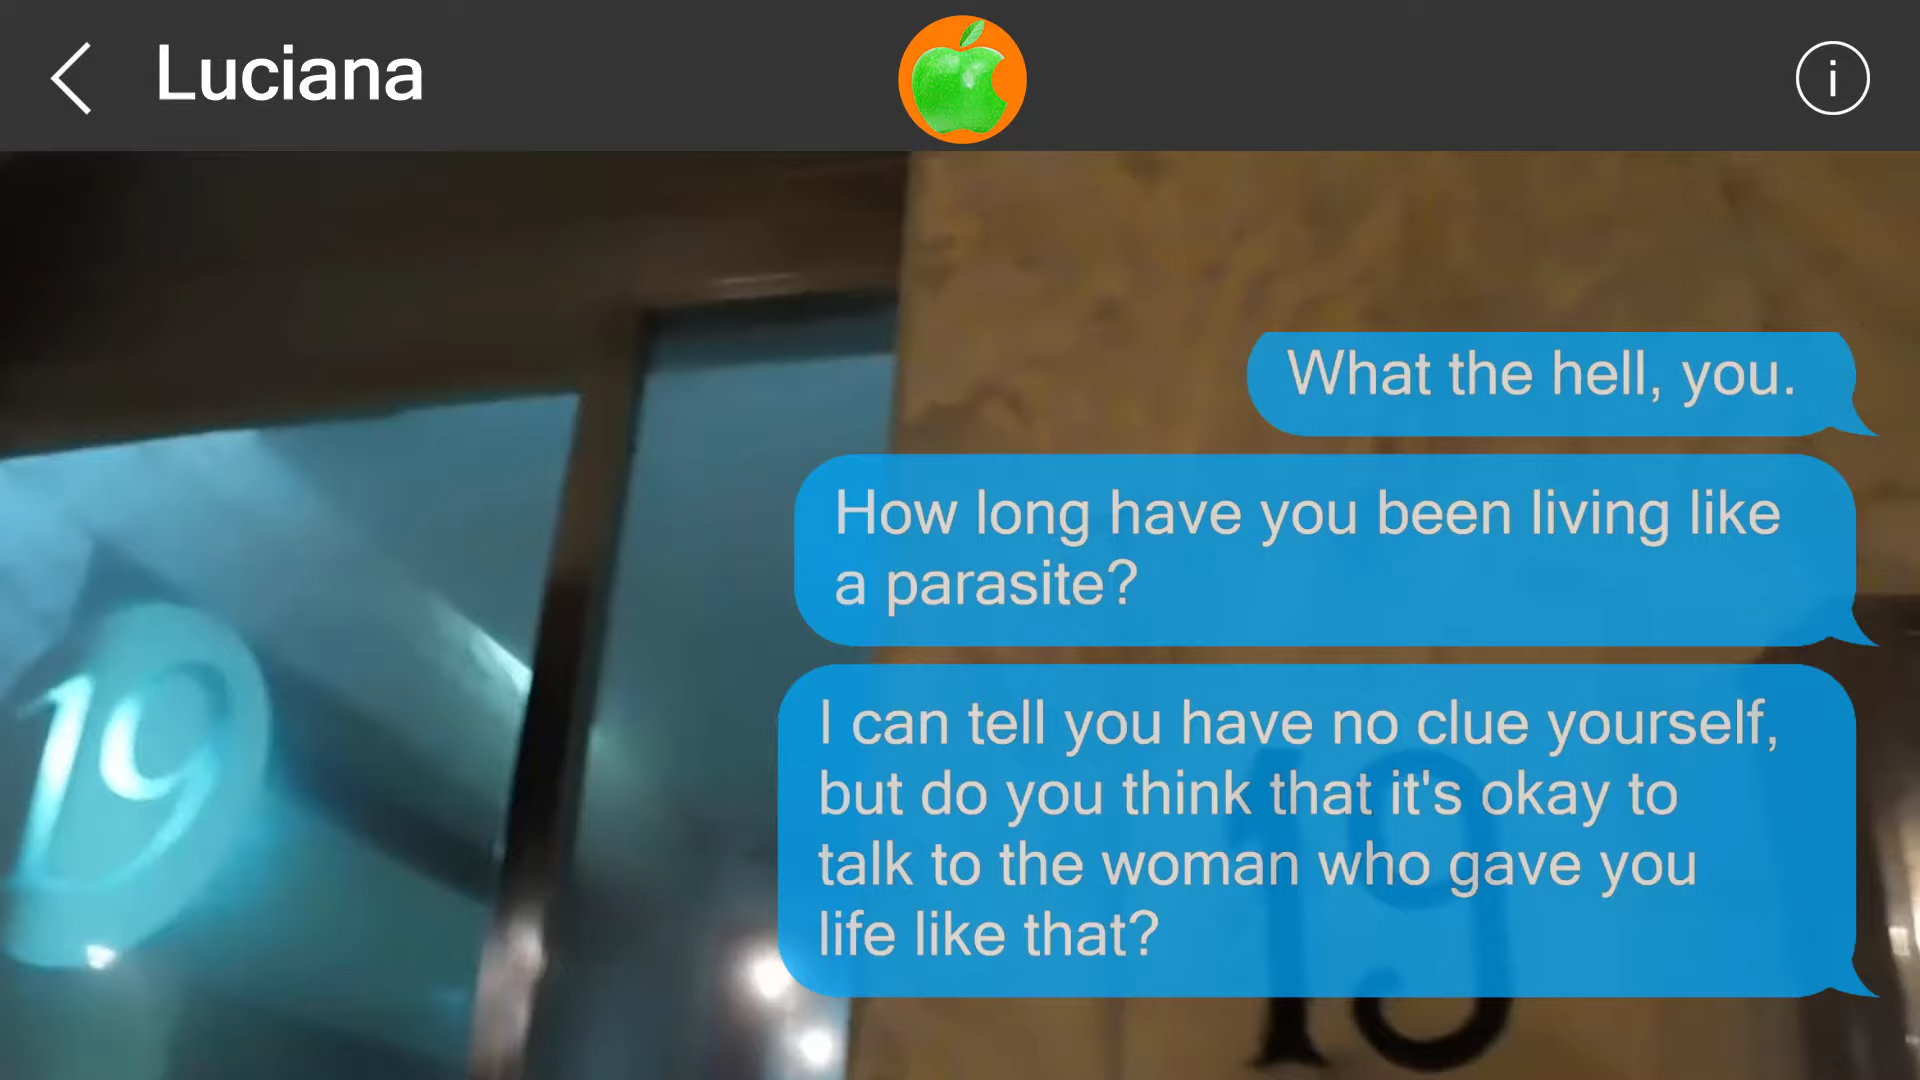 Luciana
i
What the hell, you.
How long have you been living like
a parasite?
I can tell you have no clue yourself,
but do you think that it's okay to
talk to the woman who gave you
life like that?
19
19